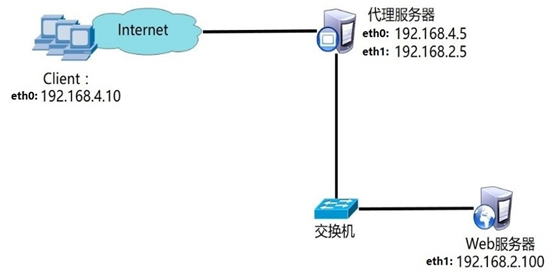 Internet
代理服务器
eth0: 192.168.4.5
eth1: 192.168.2.5
Client：
eth0: 192.168.4.10
交换机
Web服务器
eth1: 192.168.2.100